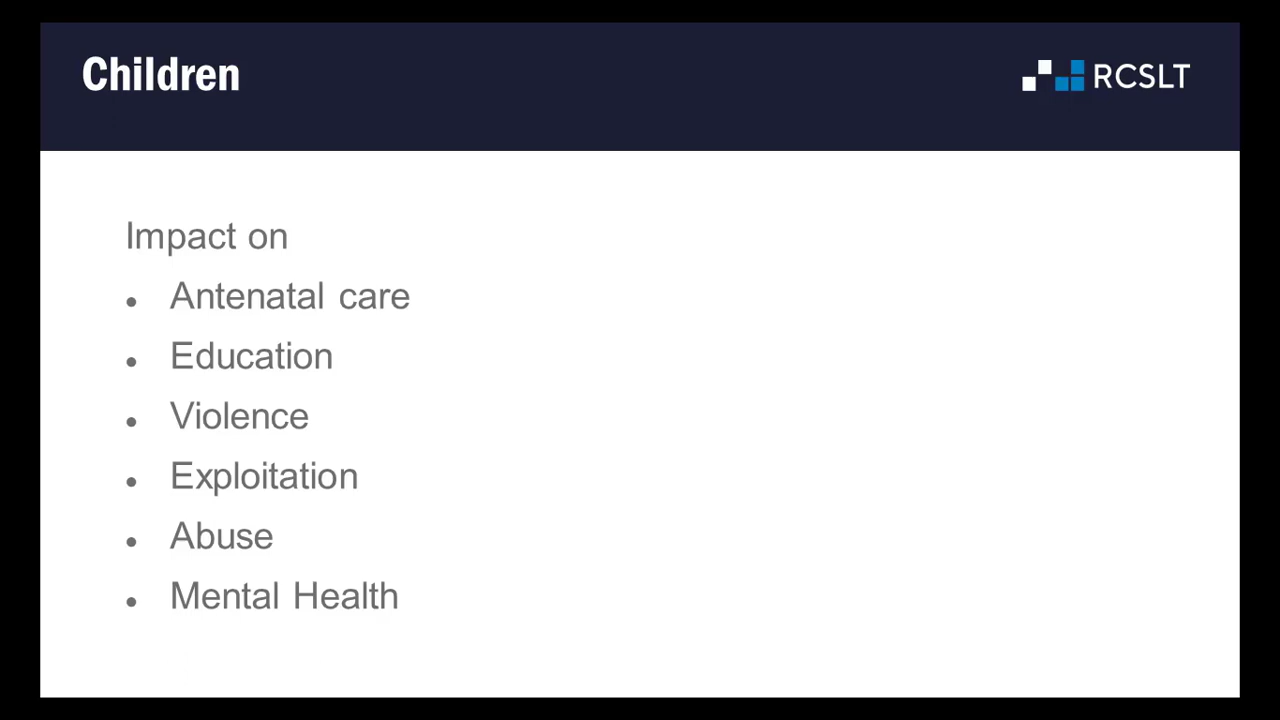 Children
RCSLT
Impact on
• Antenatal care
• Education
• Violence
• Exploitation
• Abuse
• Mental Health